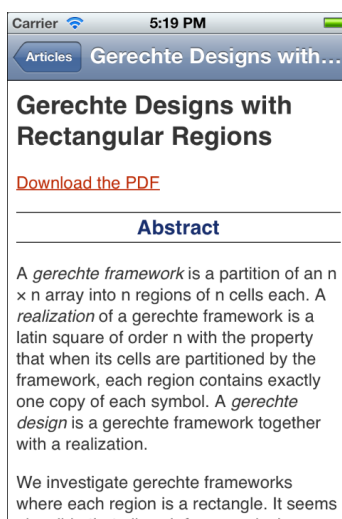 Carrier 5:19 PM
Articles Gerechte Designs with...
Gerechte Designs with
Rectangular Regions
Download the PDF
Abstract
A gerechte framework is a partition of an n
× n array into n regions of n cells each. A
realization of a gerechte framework is a
latin square of order n with the property
that when its cells are partitioned by the
framework, each region contains exactly
one copy of each symbol. A gerechte
design is a gerechte framework together
with a realization.
We investigate gerechte frameworks
where each region is a rectangle. It seems